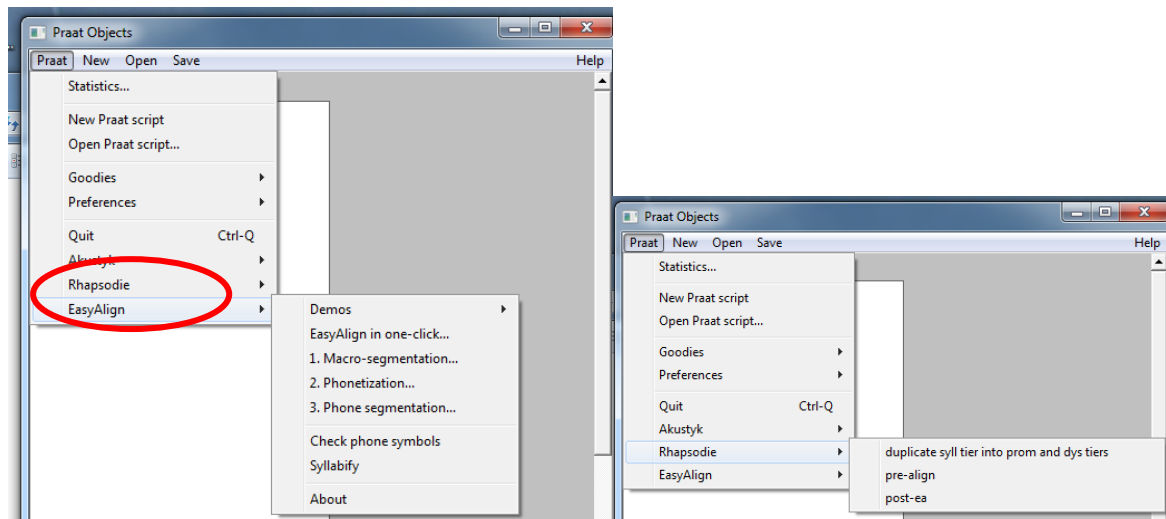 Praat Objects
Praat New Open Save Help
Statistics...
New Praat script
Open Praat script...
Goodies
Preferences
Quit Ctrl-Q
Akustyk
Rhapsodie
EasyAlign
Demos
EasyAlign in one-click...
1. Macro-segmentation...
2. Phonetization...
3. Phone segmentation...
Check phone symbols
Syllabify
About
Praat Objects
Praat New Open Save Help
Statistics...
New Praat script
Open Praat script...
Goodies
Preferences
Quit Ctrl-Q
Akustyk
Rhapsodie
EasyAlign
duplicate syll tier into prom and dys tiers
pre-align
post-ea